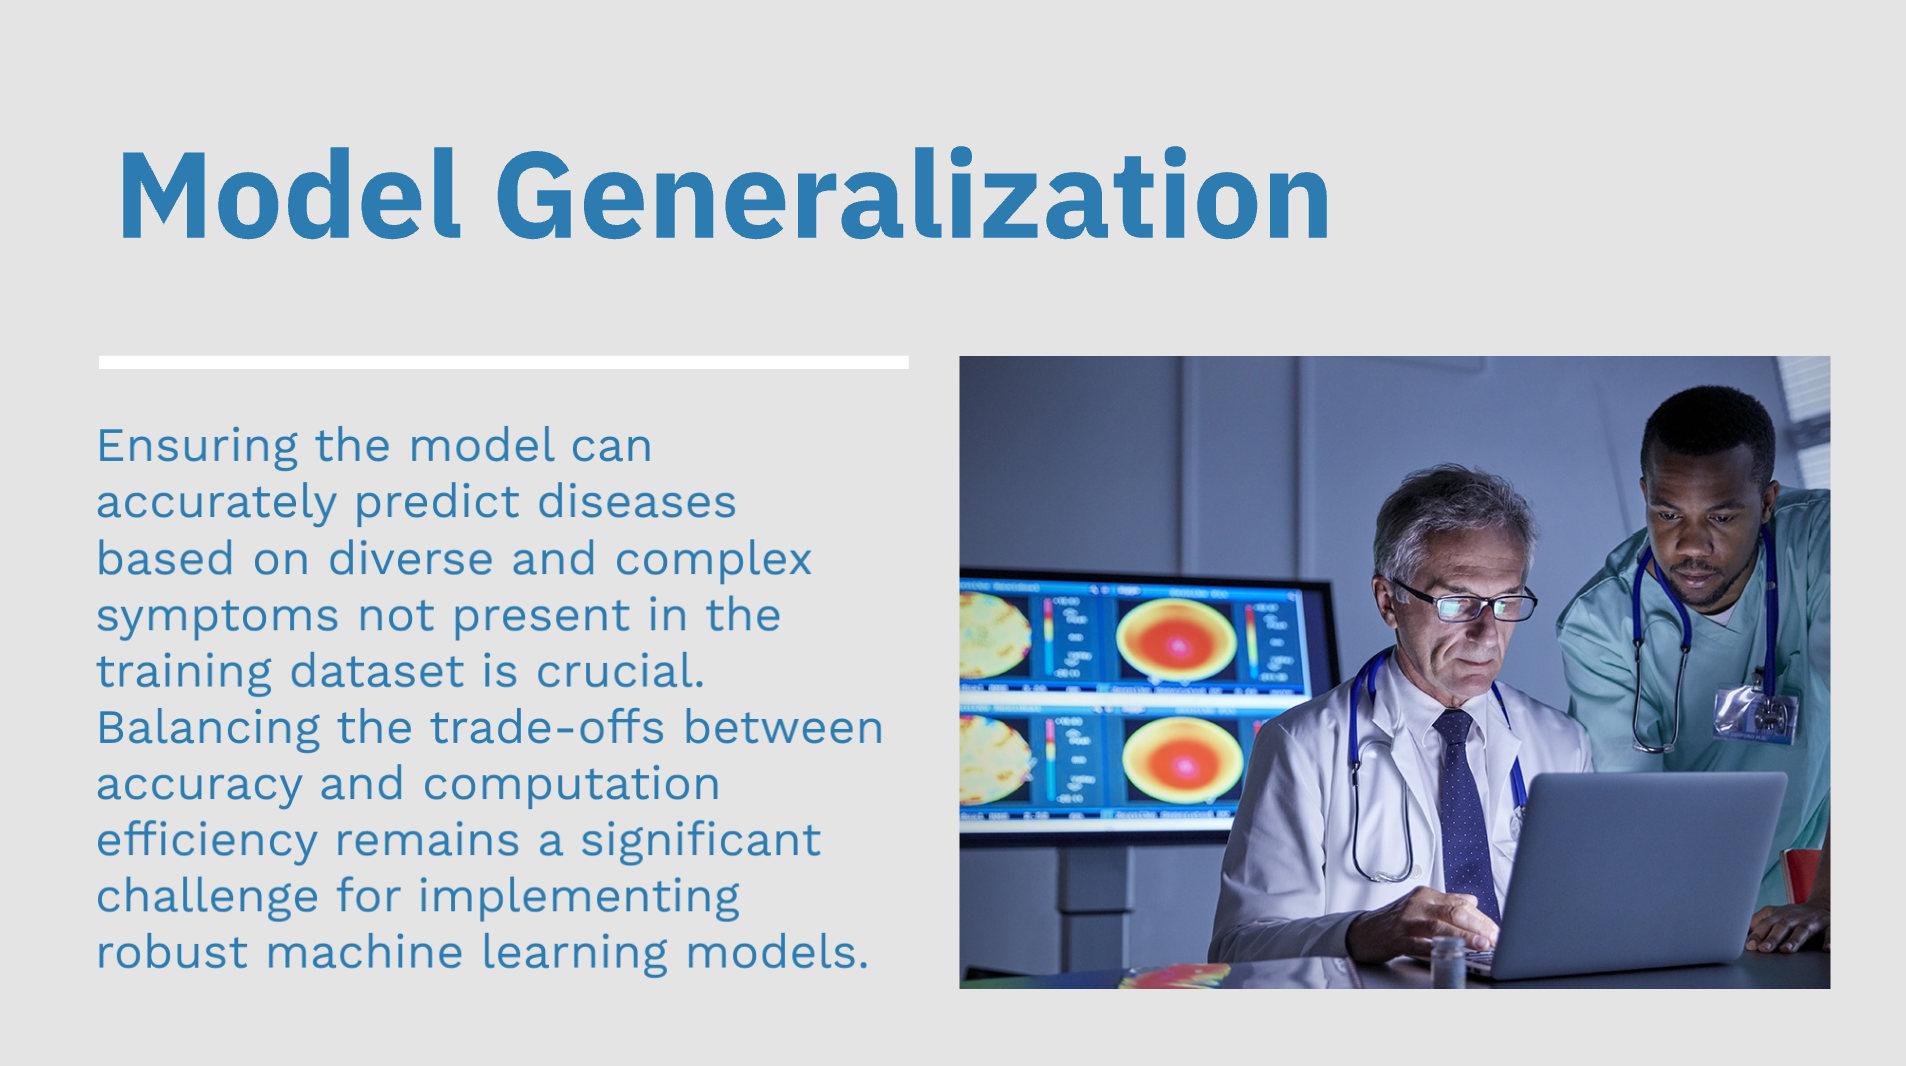 Model Generalization
Ensuring the model can
accurately predict diseases
based on diverse and complex
symptoms not present in the
training dataset is crucial.
Balancing the trade-offs between
accuracy and computation
efficiency remains a significant
challenge for implementing
robust machine learning models.